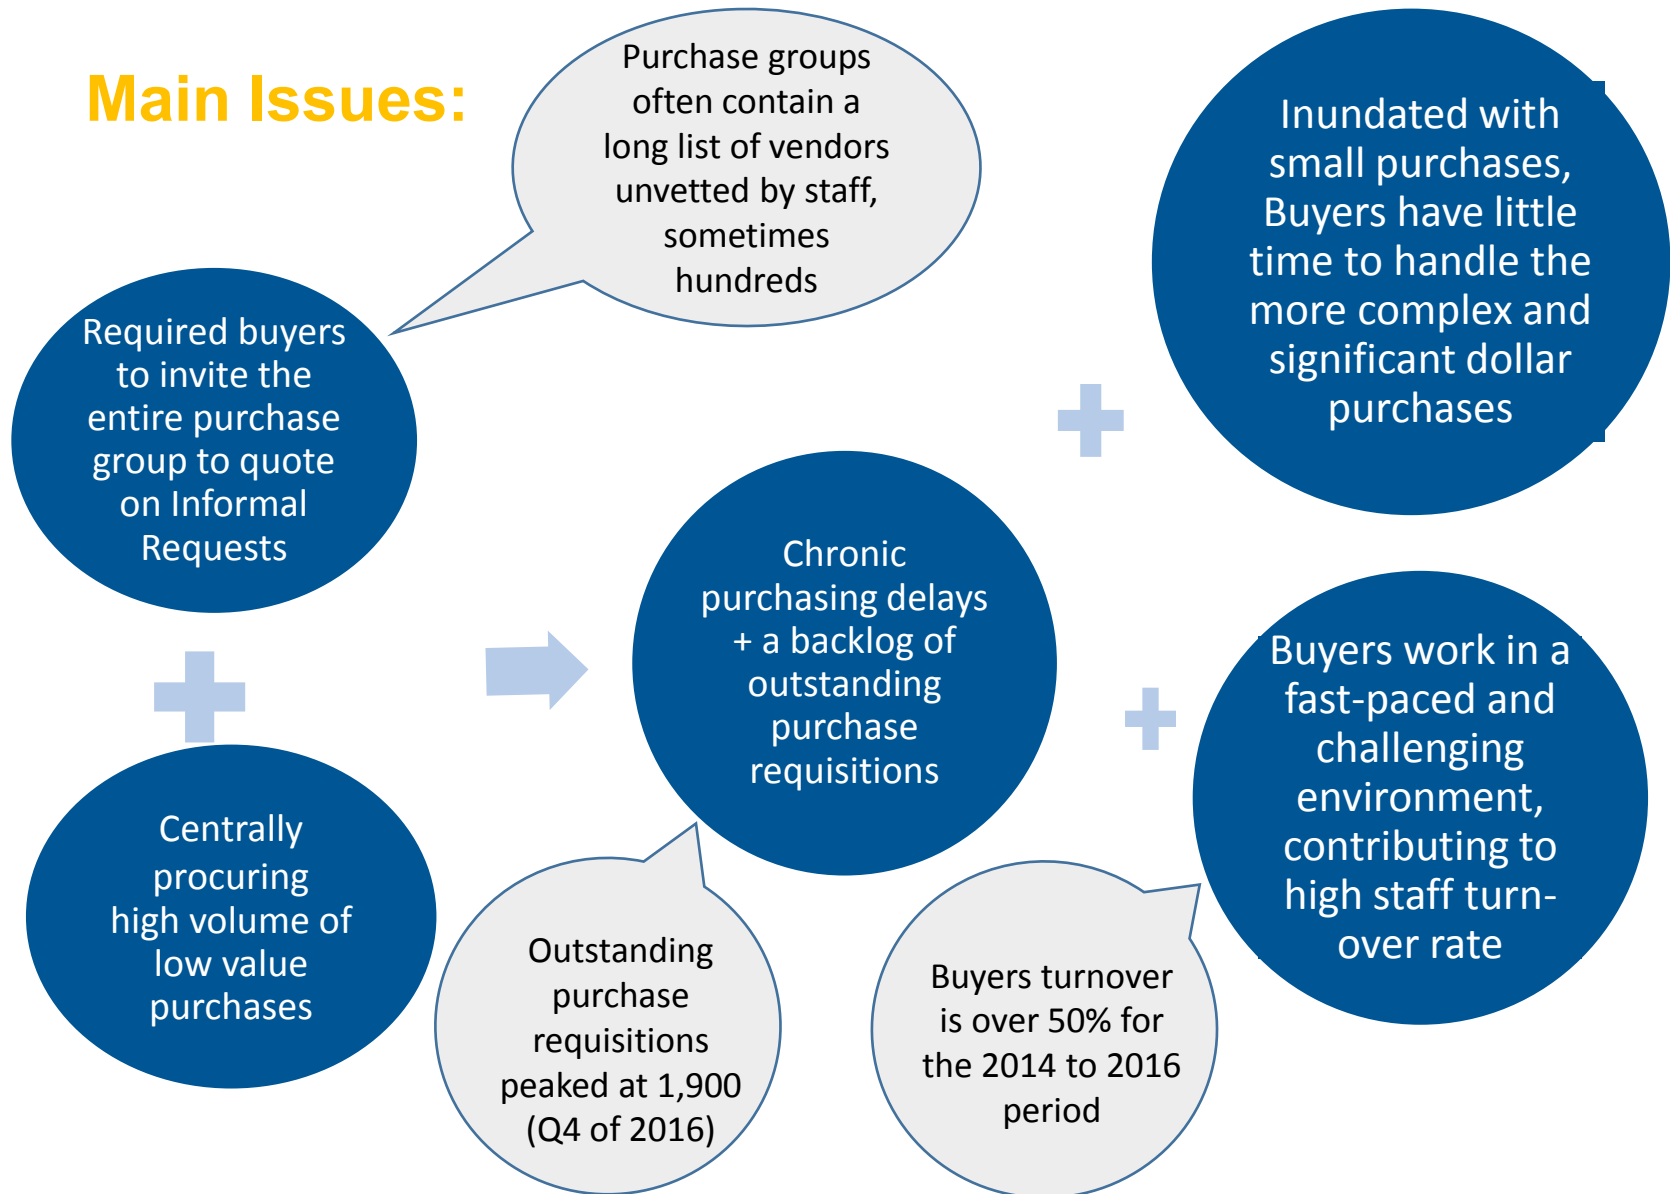 Main Issues:
Purchase groups
often contain a
long list of vendors
unvetted by staff,
sometimes
hundreds
Required buyers
to invite the
entire purchase
group to quote
on Informal
Requests
Centrally
procuring
high volume of
low value
purchases
Chronic
purchasing delays
+ a backlog of
outstanding
purchase
requisitions
Outstanding
purchase
requisitions
peaked at 1,900
(Q4 of 2016)
Inundated with
small purchases,
Buyers have little
time to handle the
more complex and
significant dollar
purchases
Buyers work in a
fast-paced and
challenging
environment,
contributing to
high staff turn-
over rate
Buyers turnover
is over 50% for
the 2014 to 2016
period